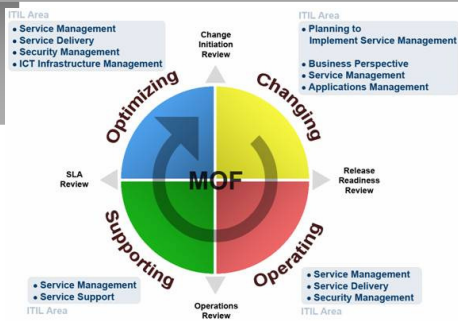 ITIL Area
• Service Management
• Service Delivery
• Security Management
• ICT Infrastructure Management
Change
Initiation
Review
ITIL Area
• Planning to
Implement Service Management
• Business Perspective
• Service Management
• Applications Management
Optimizing
Changing
SLA
Review
MOF
Release
Readiness
Review
Supporting
Operating
• Service Management
• Service Support
ITIL Area
Operations
Review
• Service Management
• Service Delivery
• Security Management
ITIL Area